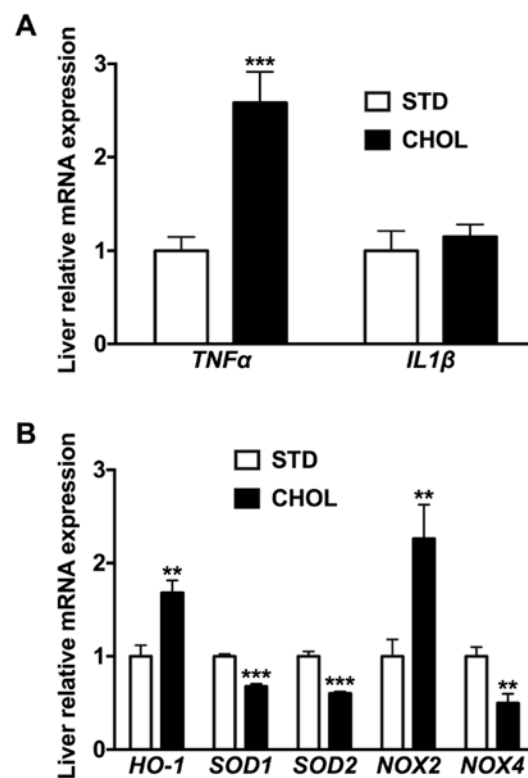 A
Liver relative mRNA expression
3
2
1
0
***
STD
CHOL
TNFα
IL1β
B
Liver relative mRNA expression
3
2
1
0
STD
CHOL
**
***
***
**
**
HO-1
SOD1
SOD2
NOX2
NOX4